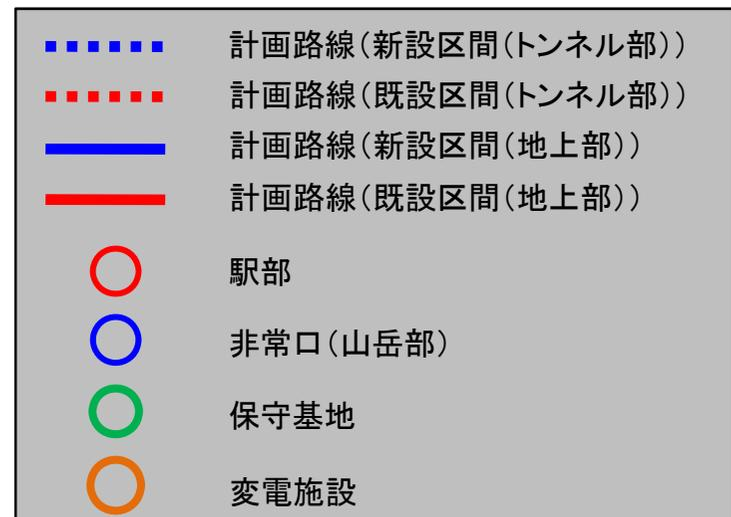 計画路線(新設区間(トンネル部))
計画路線(既設区間(トンネル部))
計画路線(新設区間(地上部))
計画路線(既設区間(地上部))
駅部
非常口(山岳部)
保守基地
変電施設